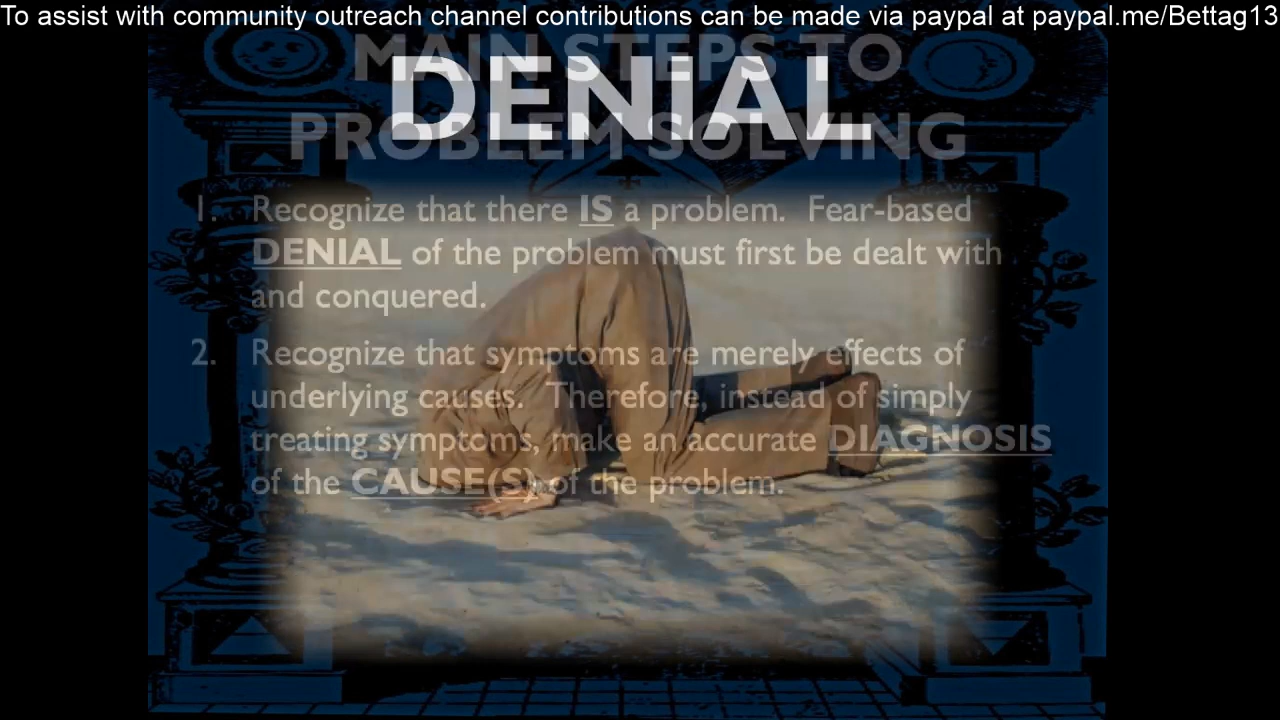 To assist with community outreach channel contributions can be made via paypal at paypal.me/Bettag13
MAIN STEPS TO
DENiAL
PROBLEM SOLVING
1. Recognize that there IS a problem. Fear-based
DENIAL of the problem must first be dealt with
and conquered.
2. Recognize that symptoms are merely effects of
underlying causes. Therefore, instead of simply
treating symptoms, make an accurate DIAGNOSIS
of the CAUSE(S) of the problem.